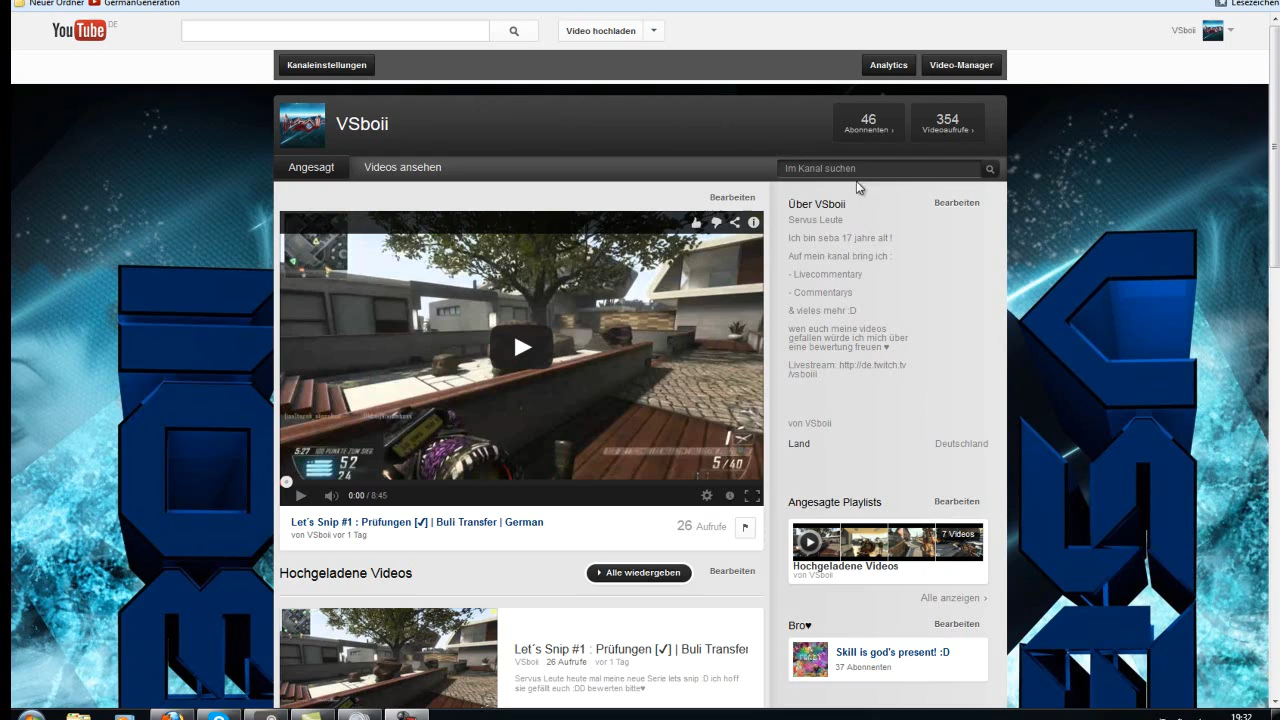 Neuer Ordner
GermanGeneration
Lesezeichen
YouTube DE
Video hochladen
VSboii
Kanaleinstellungen
Analytics
Video-Manager
VSboii
46
Abonnenten ›
354
Videoaufrufe ›
Angesagt
Videos ansehen
Im Kanal suchen
Bearbeiten
5:27 100 PUNKTE ZUM SIEG
52
24
5/40
0:00 / 8:45
Let´s Snip #1 : Prüfungen [✔] | Buli Transfer | German
von VSboii vor 1 Tag
26 Aufrufe
Hochgeladene Videos
Alle wiedergeben
Bearbeiten
Let´s Snip #1 : Prüfungen [✔] | Buli Transfer
VSboii 26 Aufrufe vor 1 Tag
Servus Leute heute mal meine neue Serie lets snip :D ich hoff
sie gefällt euch :DD bewerten bitte♥
Über VSboii
Bearbeiten
Servus Leute
Ich bin seba 17 jahre alt !
Auf mein kanal bring ich :
- Livecommentary
- Commentarys
& vieles mehr :D
wen euch meine videos
gefallen würde ich mich über
eine bewertung freuen ♥
Livestream: http://de.twitch.tv
/vsboiii
von VSboii
Land
Deutschland
Angesagte Playlists
Bearbeiten
7 Videos
Hochgeladene Videos
von VSboii
Alle anzeigen ›
Bro♥
Bearbeiten
Skill is god's present! :D
37 Abonnenten
19:32